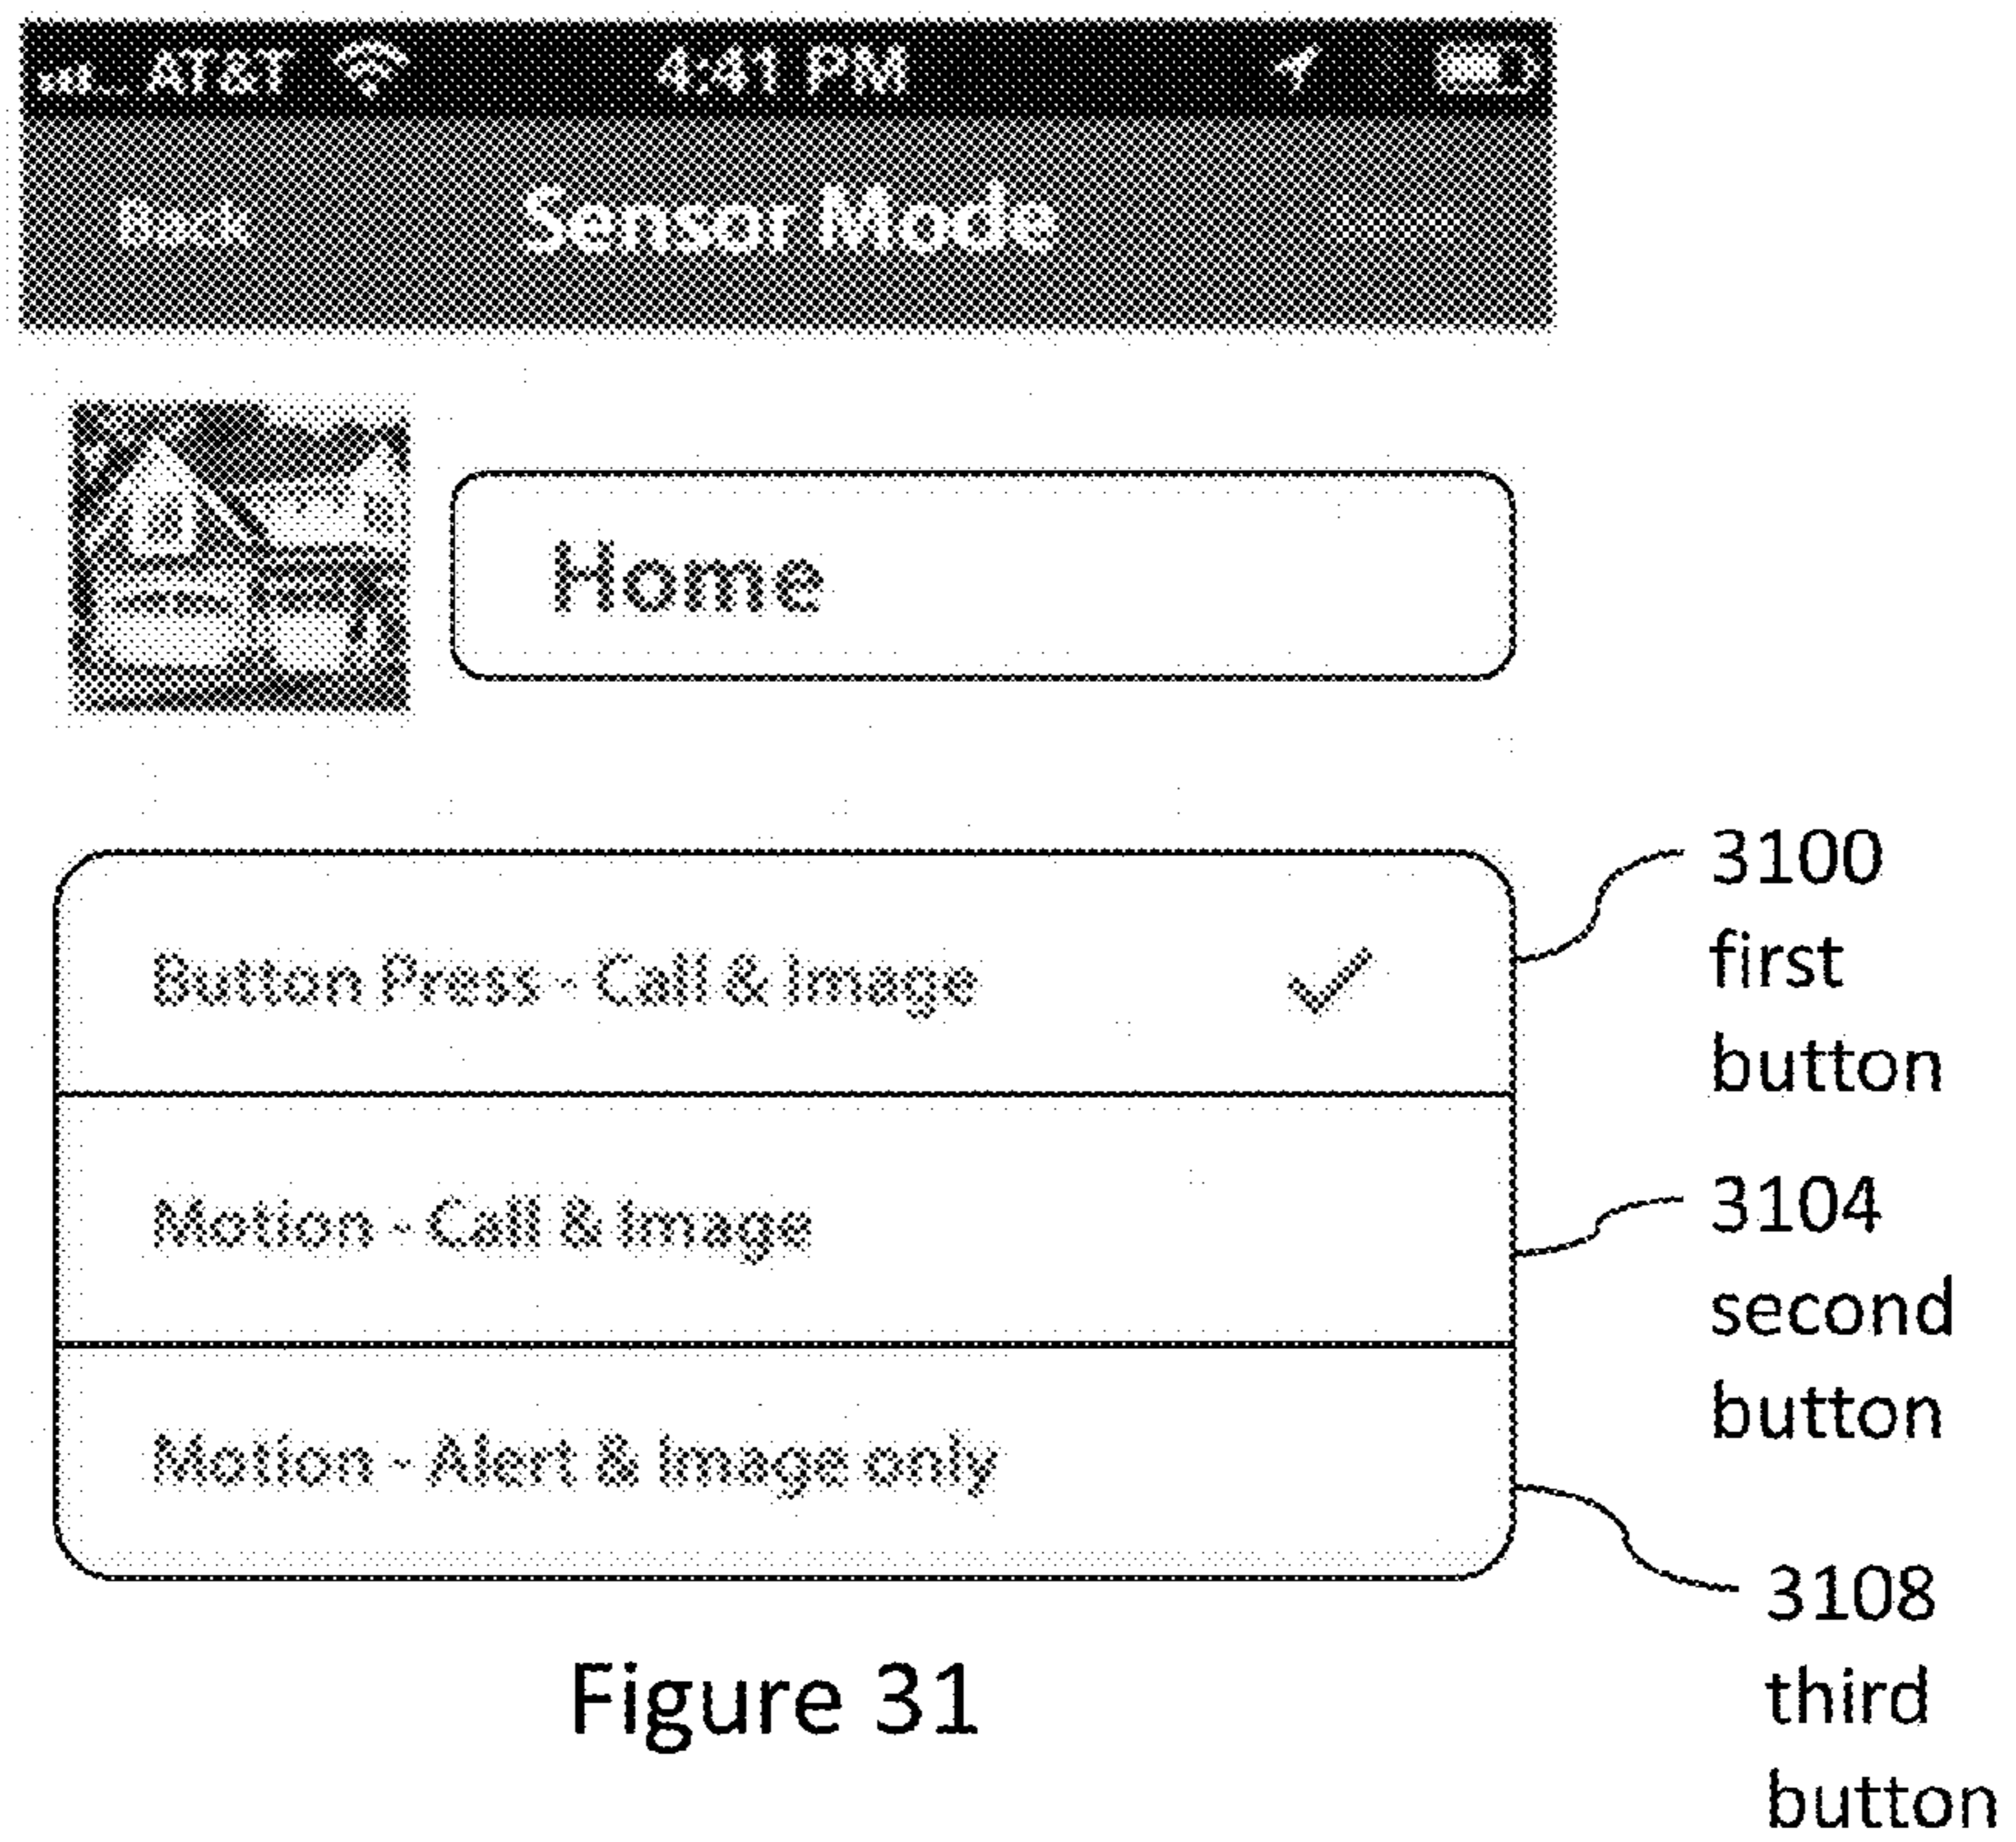 AT&T 4:41 PM
Back Sensor Mode
Home
Button Press - Call & Image
Motion - Call & Image
Motion - Alert & Image only
3100
first
button
3104
second
button
3108
third
button
Figure 31